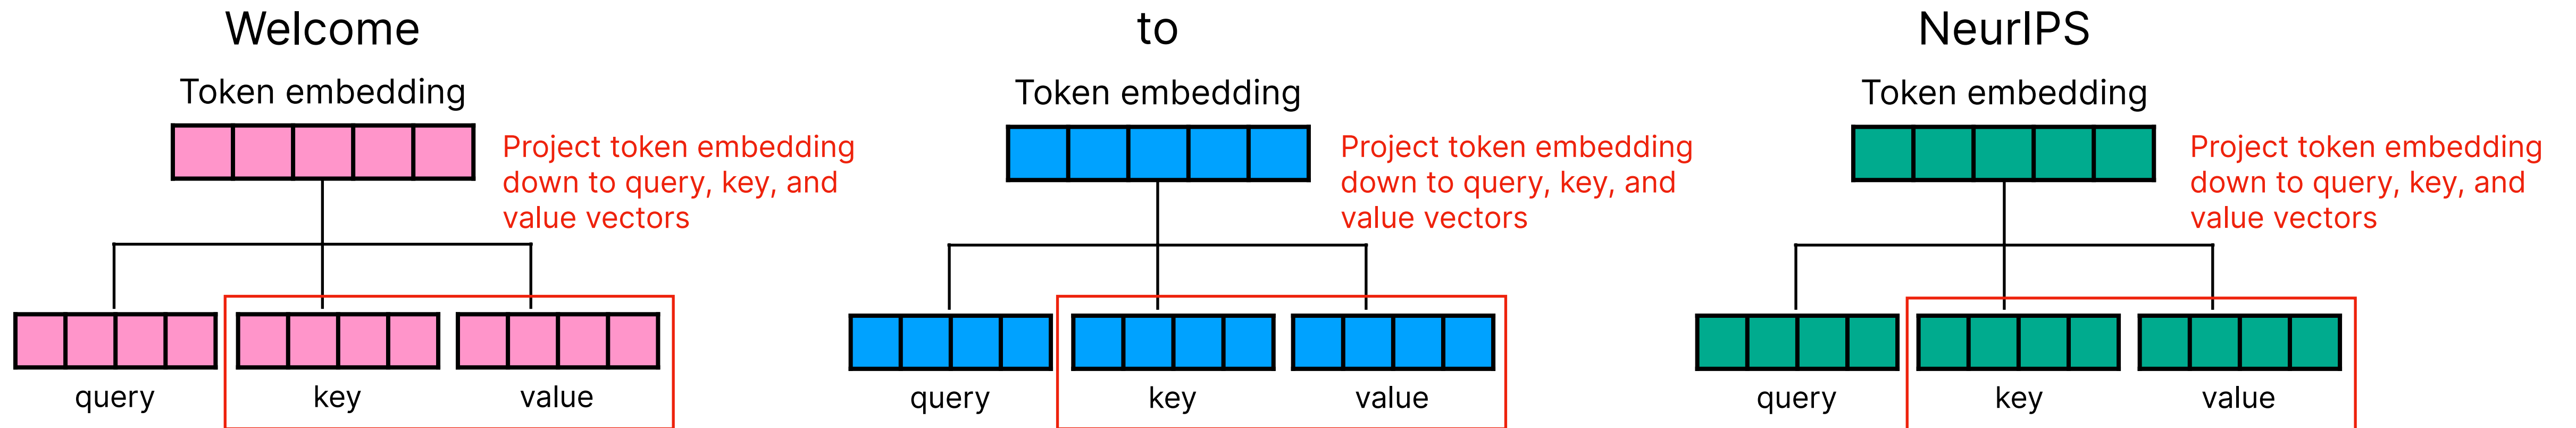 Welcome
Token embedding
Project token embedding
down to query, key, and
value vectors
query
key
value
to
Token embedding
Project token embedding
down to query, key, and
value vectors
query
key
value
NeurIPS
Token embedding
Project token embedding
down to query, key, and
value vectors
query
key
value